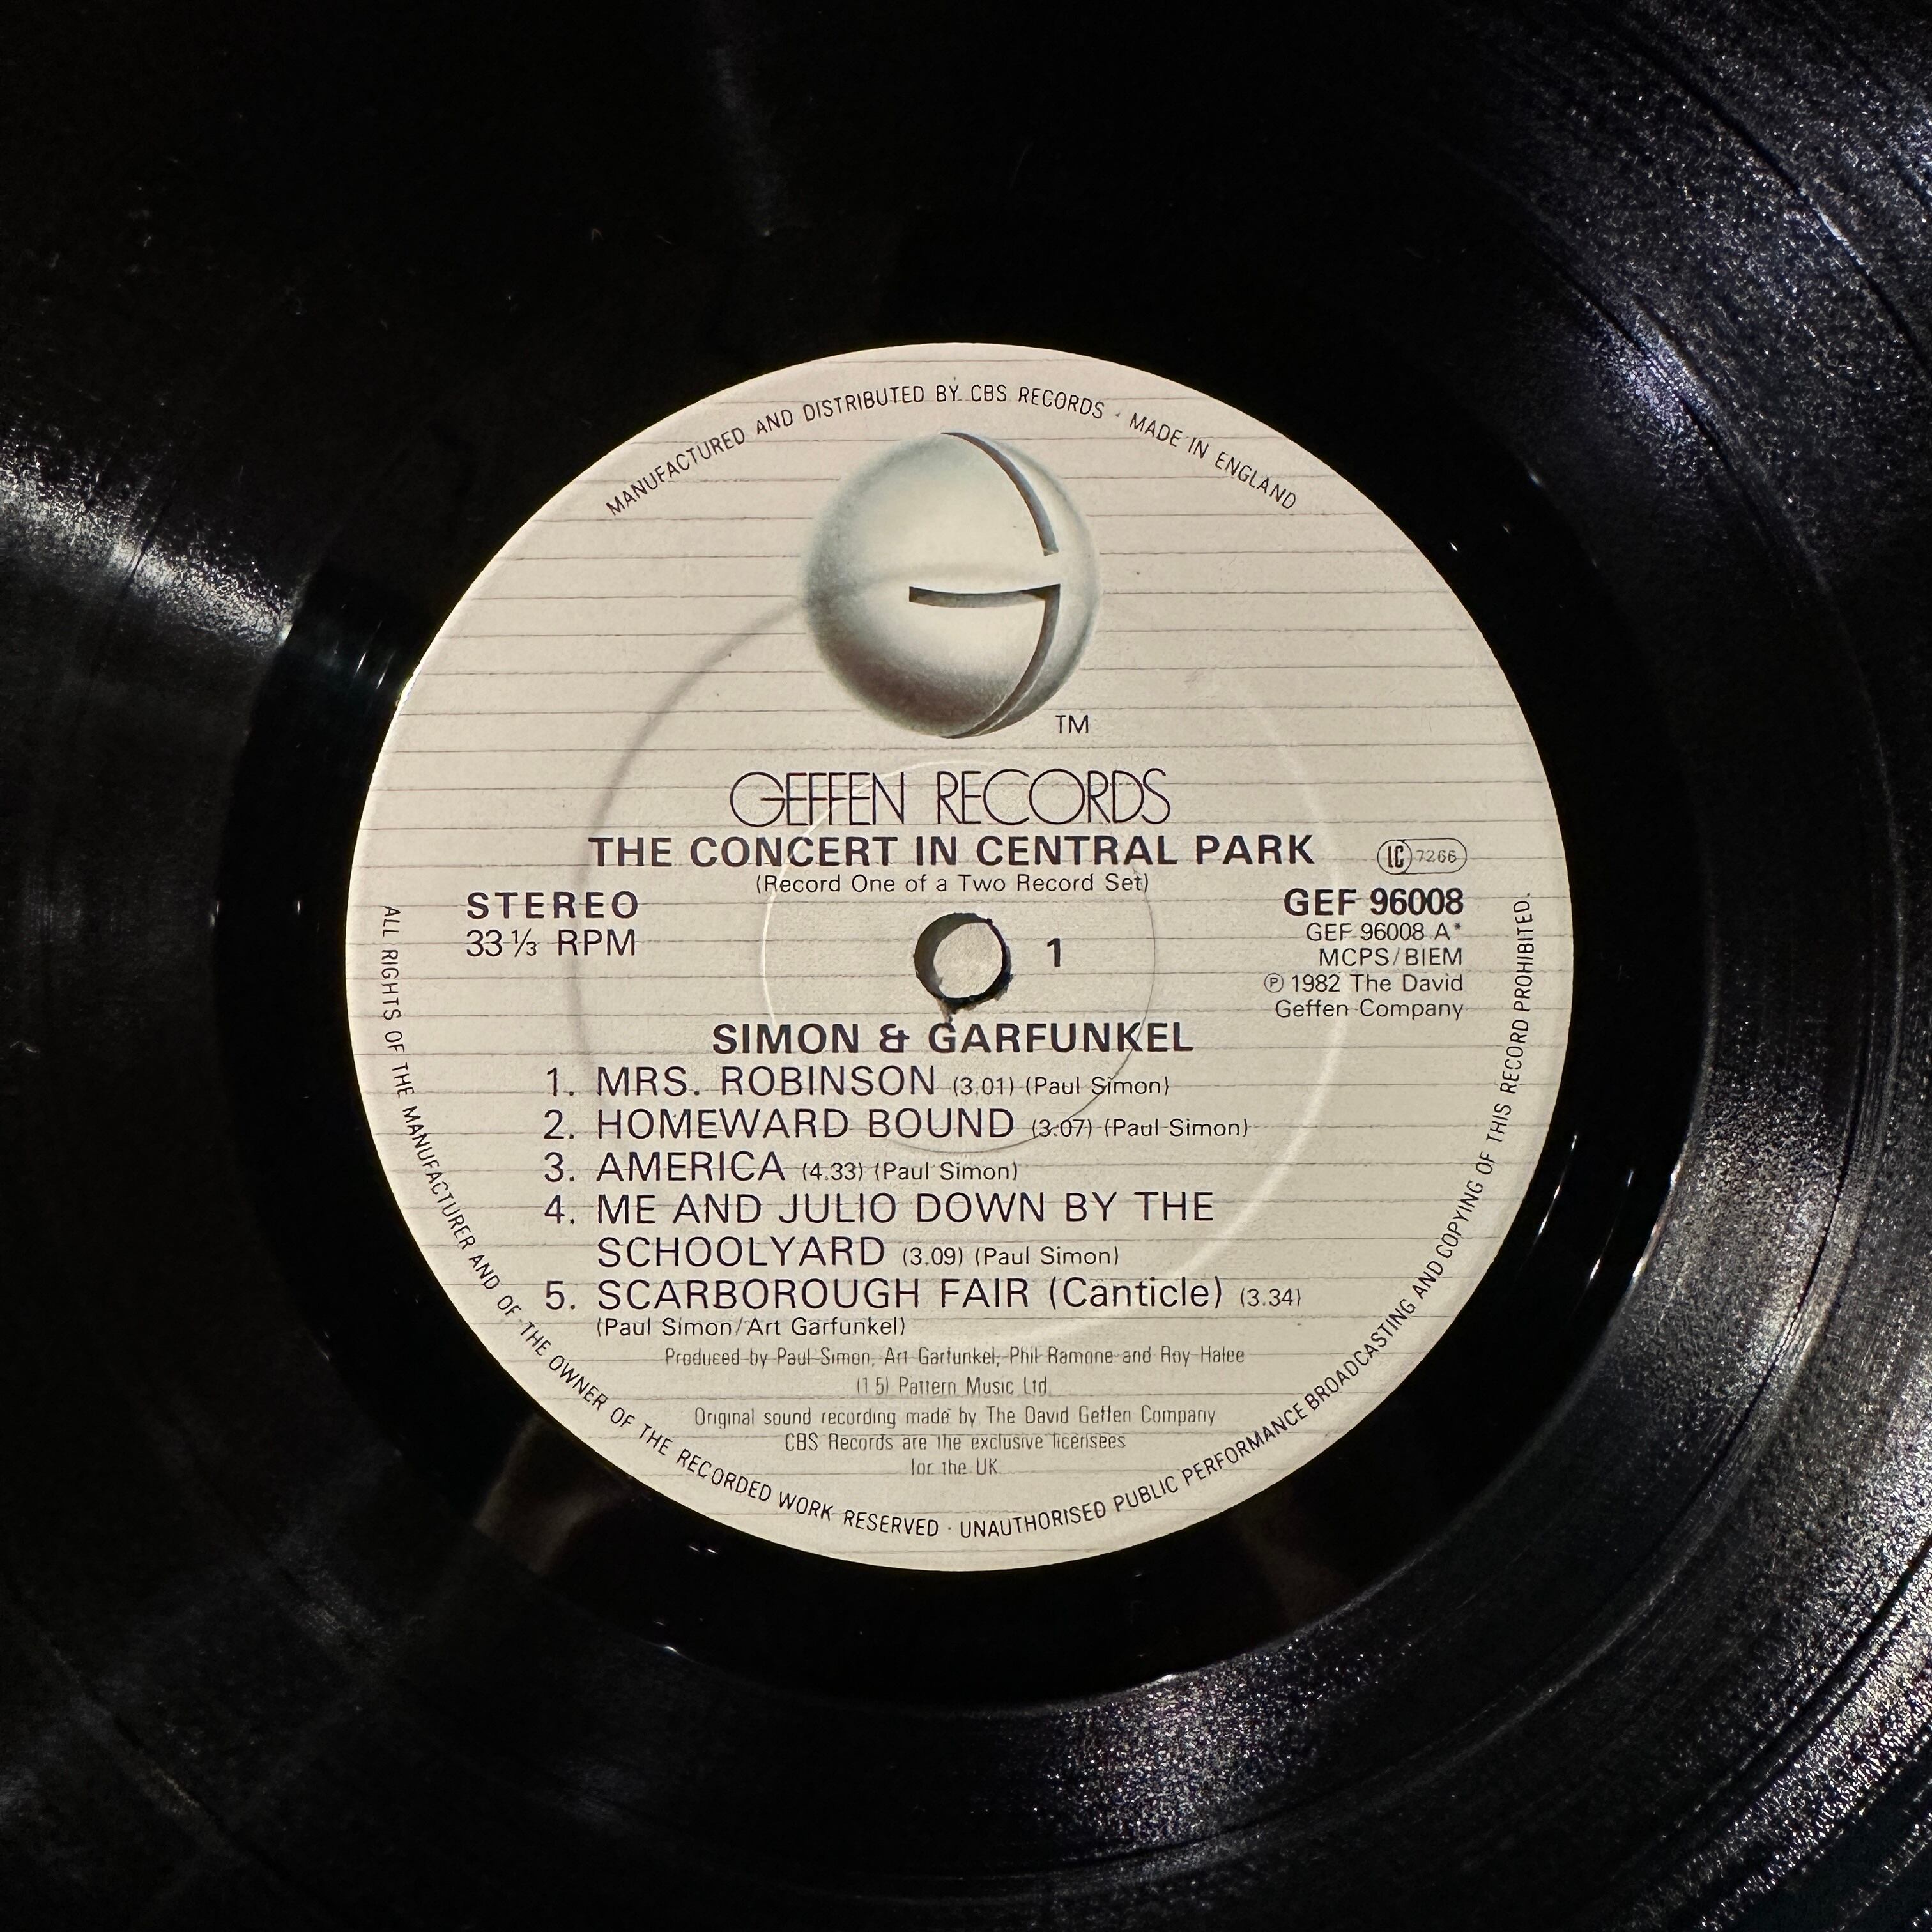 MANUFACTURED AND DISTRIBUTED BY CBS RECORDS · MADE IN ENGLAND
TM
GEFFEN RECORDS
THE CONCERT IN CENTRAL PARK
LC 7266
(Record One of a Two Record Set)
STEREO
33 1/3 RPM
1
GEF 96008
GEF 96008 A*
MCPS/BIEM
℗ 1982 The David
Geffen Company
SIMON & GARFUNKEL
1. MRS. ROBINSON (3.01) (Paul Simon)
2. HOMEWARD BOUND (3.07) (Paul Simon)
3. AMERICA (4.33) (Paul Simon)
4. ME AND JULIO DOWN BY THE
SCHOOLYARD (3.09) (Paul Simon)
5. SCARBOROUGH FAIR (Canticle) (3.34)
(Paul Simon/Art Garfunkel)
Produced by Paul Simon, Art Garfunkel, Phil Ramone and Roy Halee
(1 5) Pattern Music Ltd.
Original sound recording made by The David Geffen Company
CBS Records are the exclusive licensees
for the UK
ALL RIGHTS OF THE MANUFACTURER AND OF THE OWNER OF THE RECORDED WORK RESERVED · UNAUTHORISED PUBLIC PERFORMANCE BROADCASTING AND COPYING OF THIS RECORD PROHIBITED.